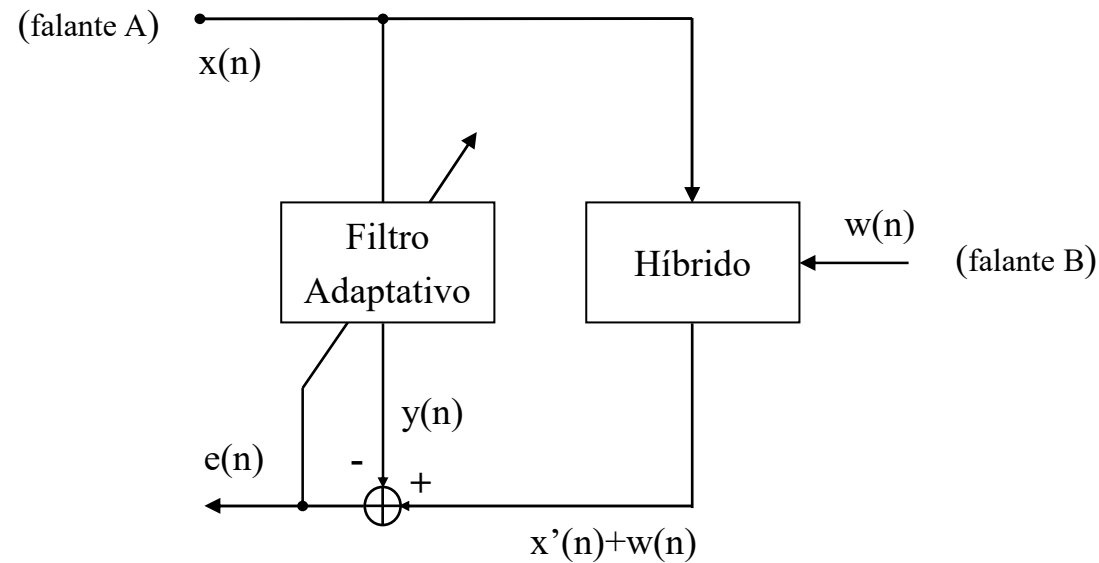 (falante A)
x(n)
Filtro
Adaptativo
Híbrido
w(n)
(falante B)
y(n)
e(n)
-
+
x’(n)+w(n)